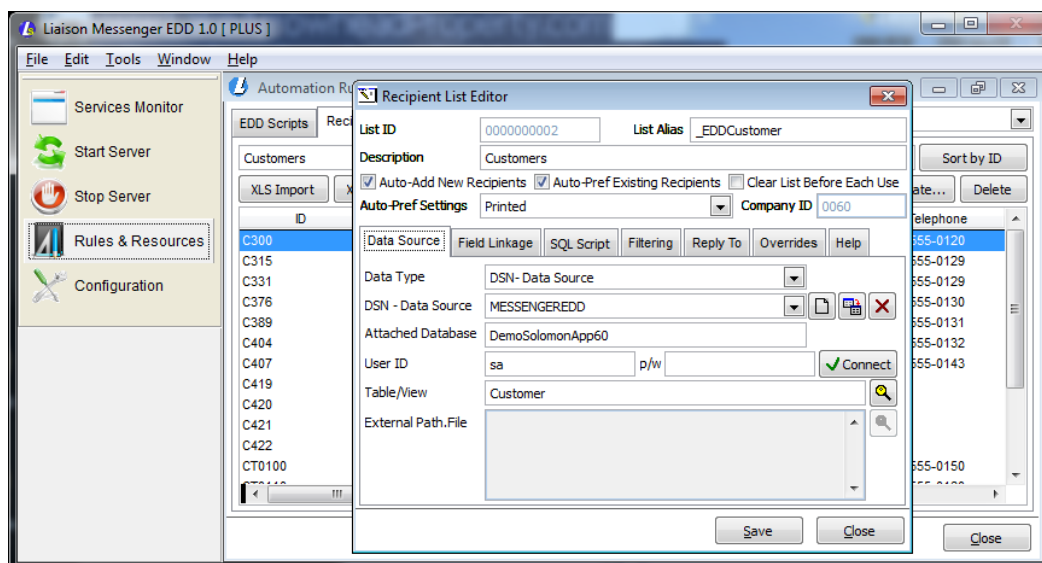 Liaison Messenger EDD 1.0 [ PLUS ]
File Edit Tools Window Help
Services Monitor
Start Server
Stop Server
Rules & Resources
Configuration
Automation
EDD Scripts
Customers
Sort by ID
XLS Import
Delete
ID
Telephone
C300 555-0120
C315 555-0129
C331 555-0129
C376 555-0130
C389 555-0131
C404 555-0132
C407 555-0143
C419
C420
C421
C422
CT0100 555-0150
Close
Recipient List Editor
List ID 0000000002 List Alias _EDDCustomer
Description Customers
Auto-Add New Recipients Auto-Pref Existing Recipients Clear List Before Each Use
Auto-Pref Settings Printed Company ID 0060
Data Source Field Linkage SQL Script Filtering Reply To Overrides Help
Data Type DSN- Data Source
DSN - Data Source MESSENGEREDD
Attached Database DemoSolomonApp60
User ID sa p/w Connect
Table/View Customer
External Path.File
Save Close